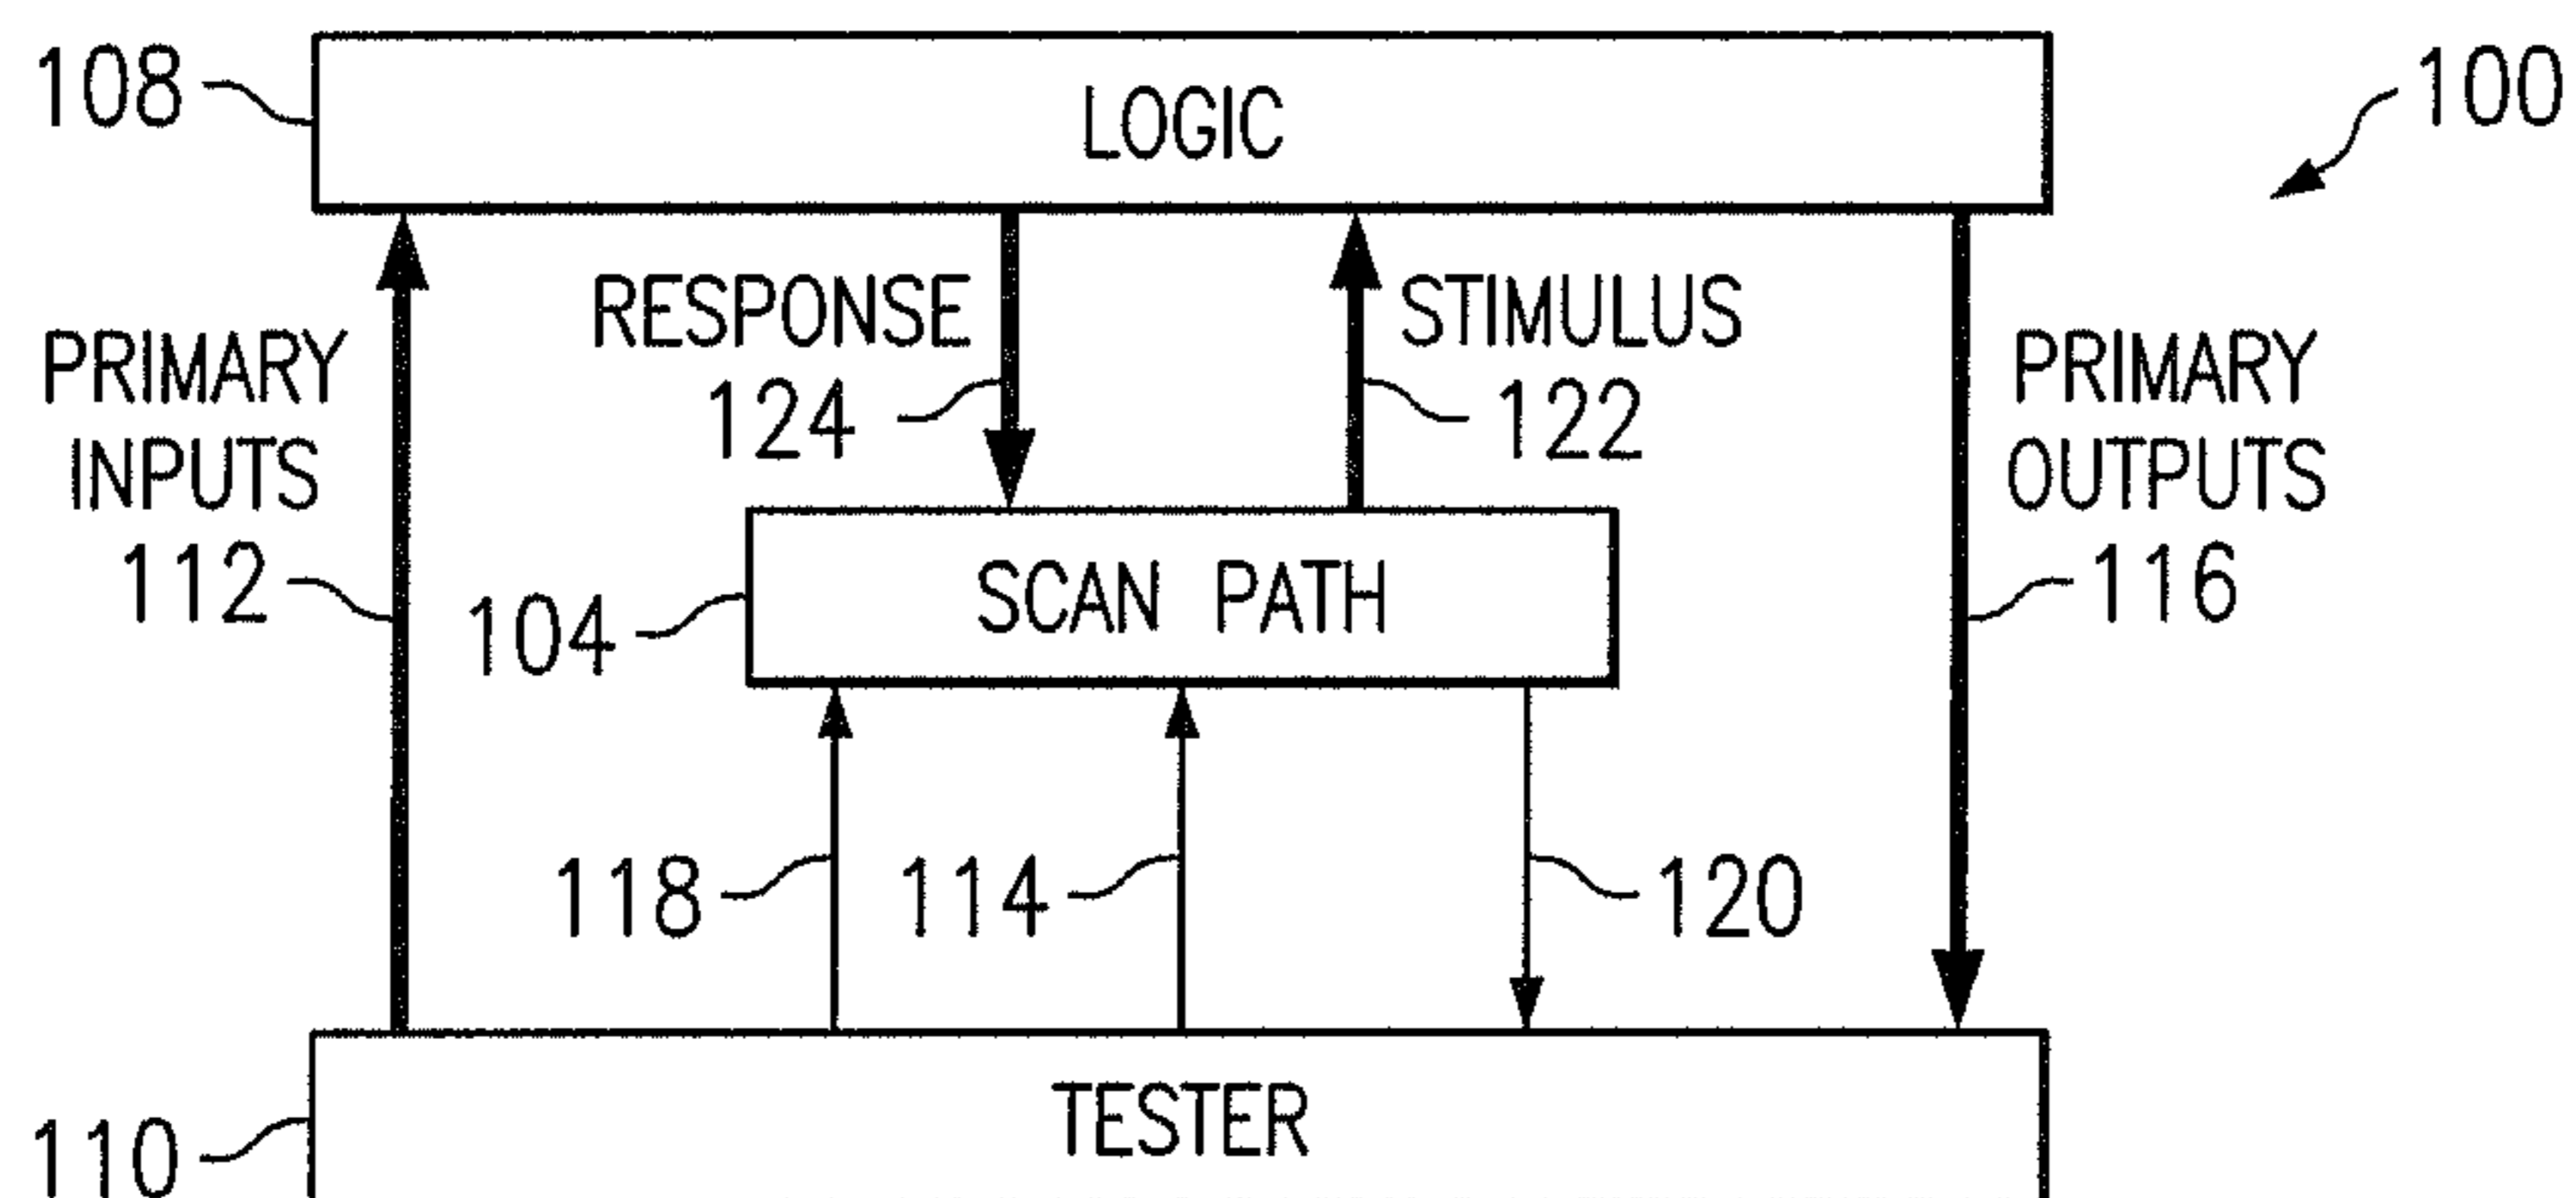 108
LOGIC
100
PRIMARY
INPUTS
112
RESPONSE
124
STIMULUS
122
PRIMARY
OUTPUTS
116
104
SCAN PATH
118
114
120
110
TESTER